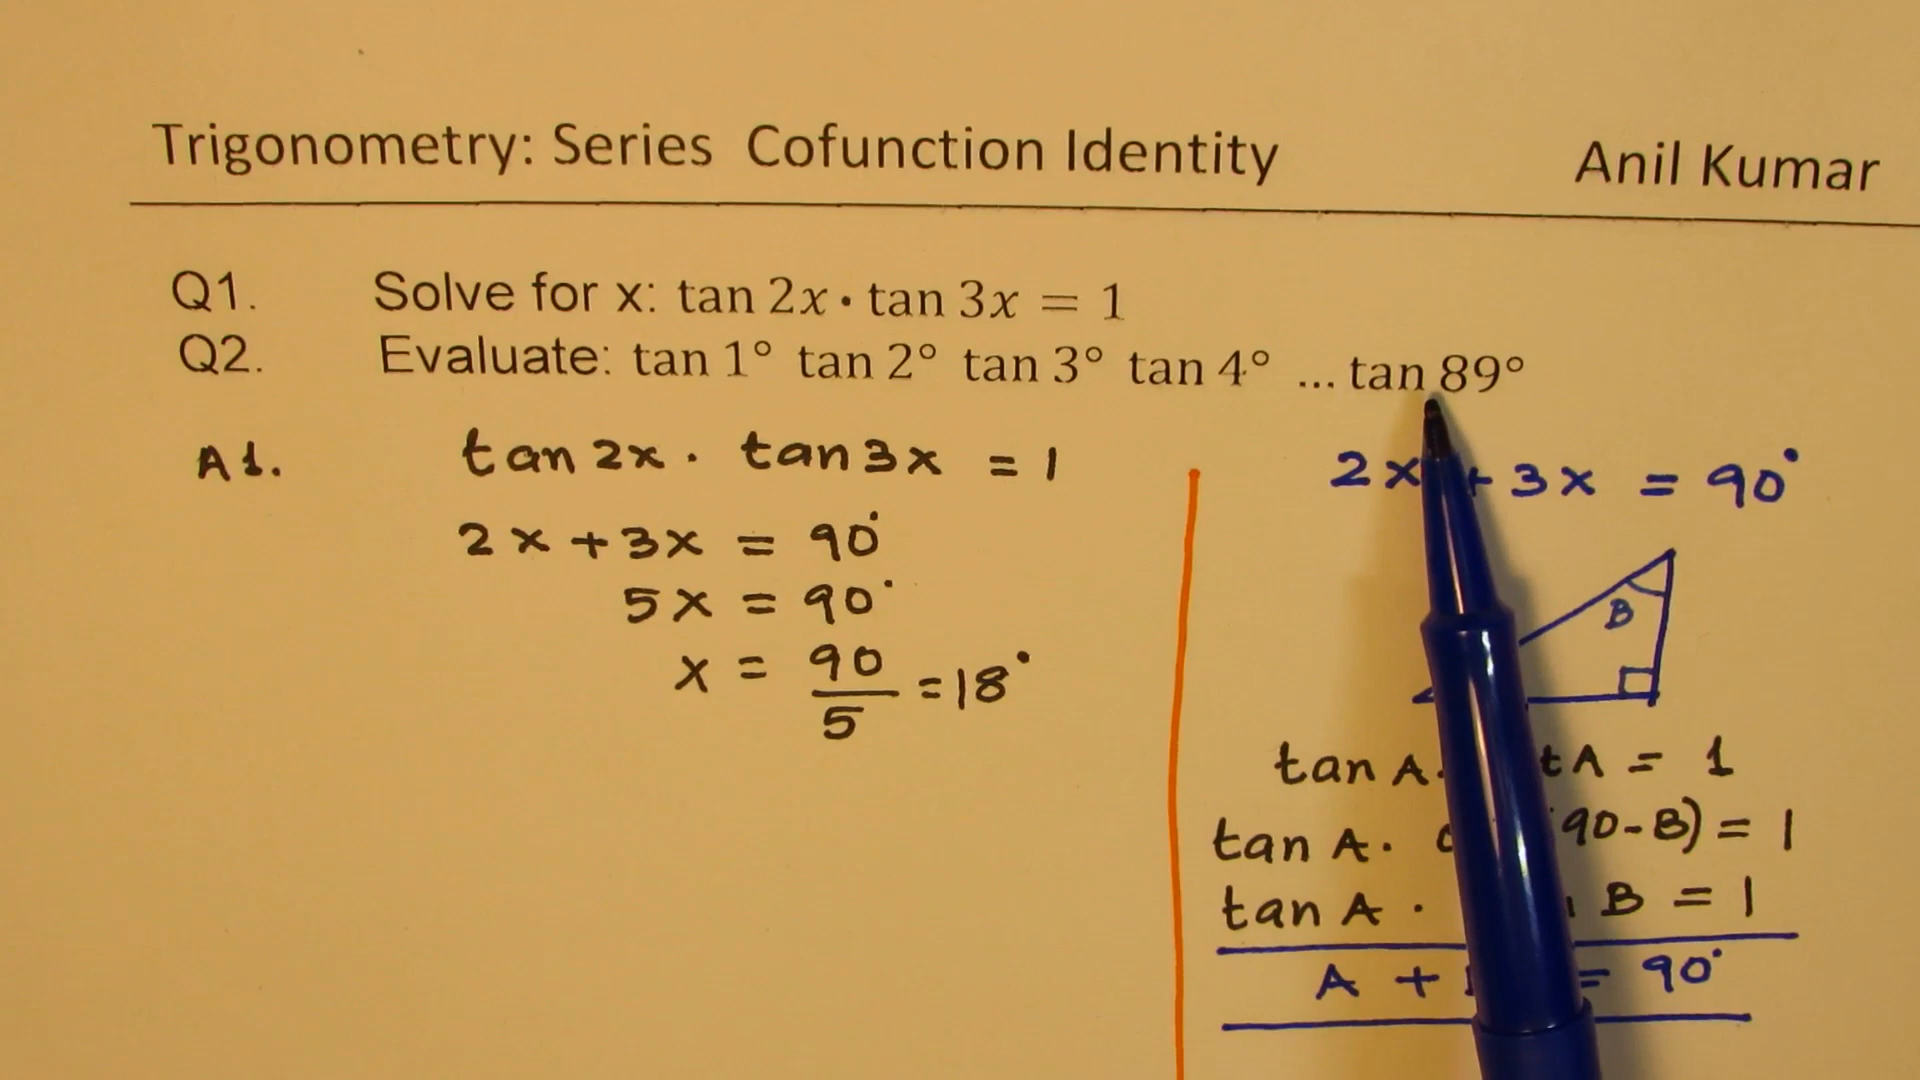 Trigonometry: Series Cofunction Identity Anil Kumar
Q1. Solve for x: tan 2x · tan 3x = 1
Q2. Evaluate: tan 1° tan 2° tan 3° tan 4° ... tan 89°
A1. tan 2x · tan 3x = 1
2x + 3x = 90°
5x = 90°
x = 90/5 = 18°
2x + 3x = 90°
B
tan A · tA = 1
tan A · (90-B) = 1
tan A · B = 1
A + = 90°